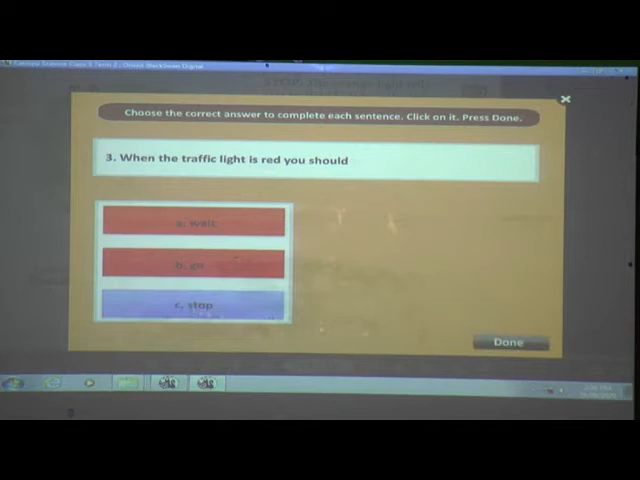 Choose the correct answer to complete each sentence. Click on it. Press Done.
3. When the traffic light is red you should
a. wait
b. go
c. stop
Done